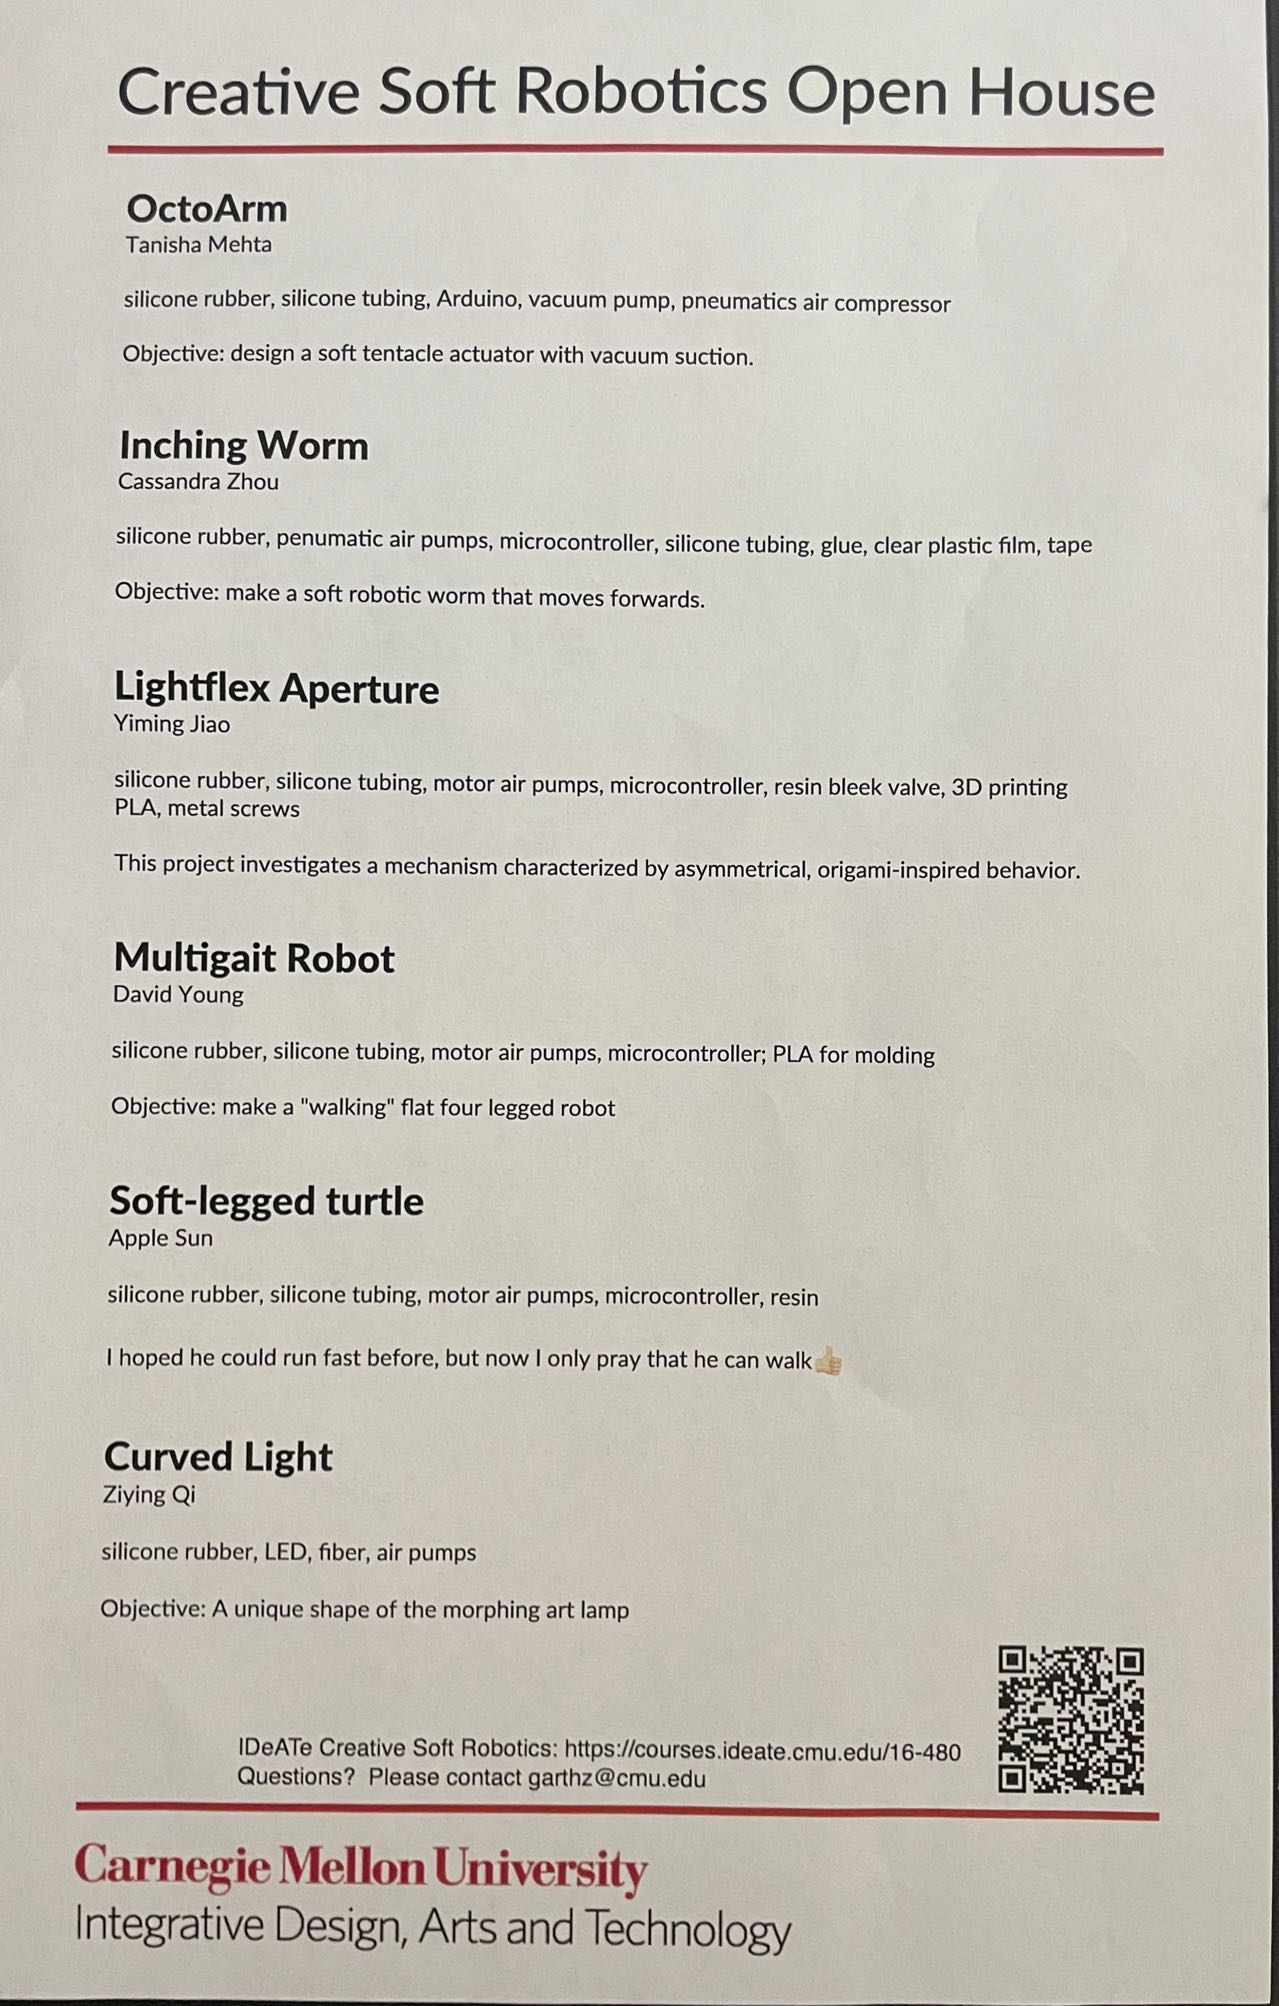 Creative Soft Robotics Open House
OctoArm
Tanisha Mehta
silicone rubber, silicone tubing, Arduino, vacuum pump, pneumatics air compressor
Objective: design a soft tentacle actuator with vacuum suction.
Inching Worm
Cassandra Zhou
silicone rubber, penumatic air pumps, microcontroller, silicone tubing, glue, clear plastic film, tape
Objective: make a soft robotic worm that moves forwards.
Lightflex Aperture
Yiming Jiao
silicone rubber, silicone tubing, motor air pumps, microcontroller, resin bleek valve, 3D printing
PLA, metal screws
This project investigates a mechanism characterized by asymmetrical, origami-inspired behavior.
Multigait Robot
David Young
silicone rubber, silicone tubing, motor air pumps, microcontroller; PLA for molding
Objective: make a "walking" flat four legged robot
Soft-legged turtle
Apple Sun
silicone rubber, silicone tubing, motor air pumps, microcontroller, resin
I hoped he could run fast before, but now I only pray that he can walk👍🏼
Curved Light
Ziying Qi
silicone rubber, LED, fiber, air pumps
Objective: A unique shape of the morphing art lamp
IDeATe Creative Soft Robotics: https://courses.ideate.cmu.edu/16-480
Questions? Please contact garthz@cmu.edu
Carnegie Mellon University
Integrative Design, Arts and Technology